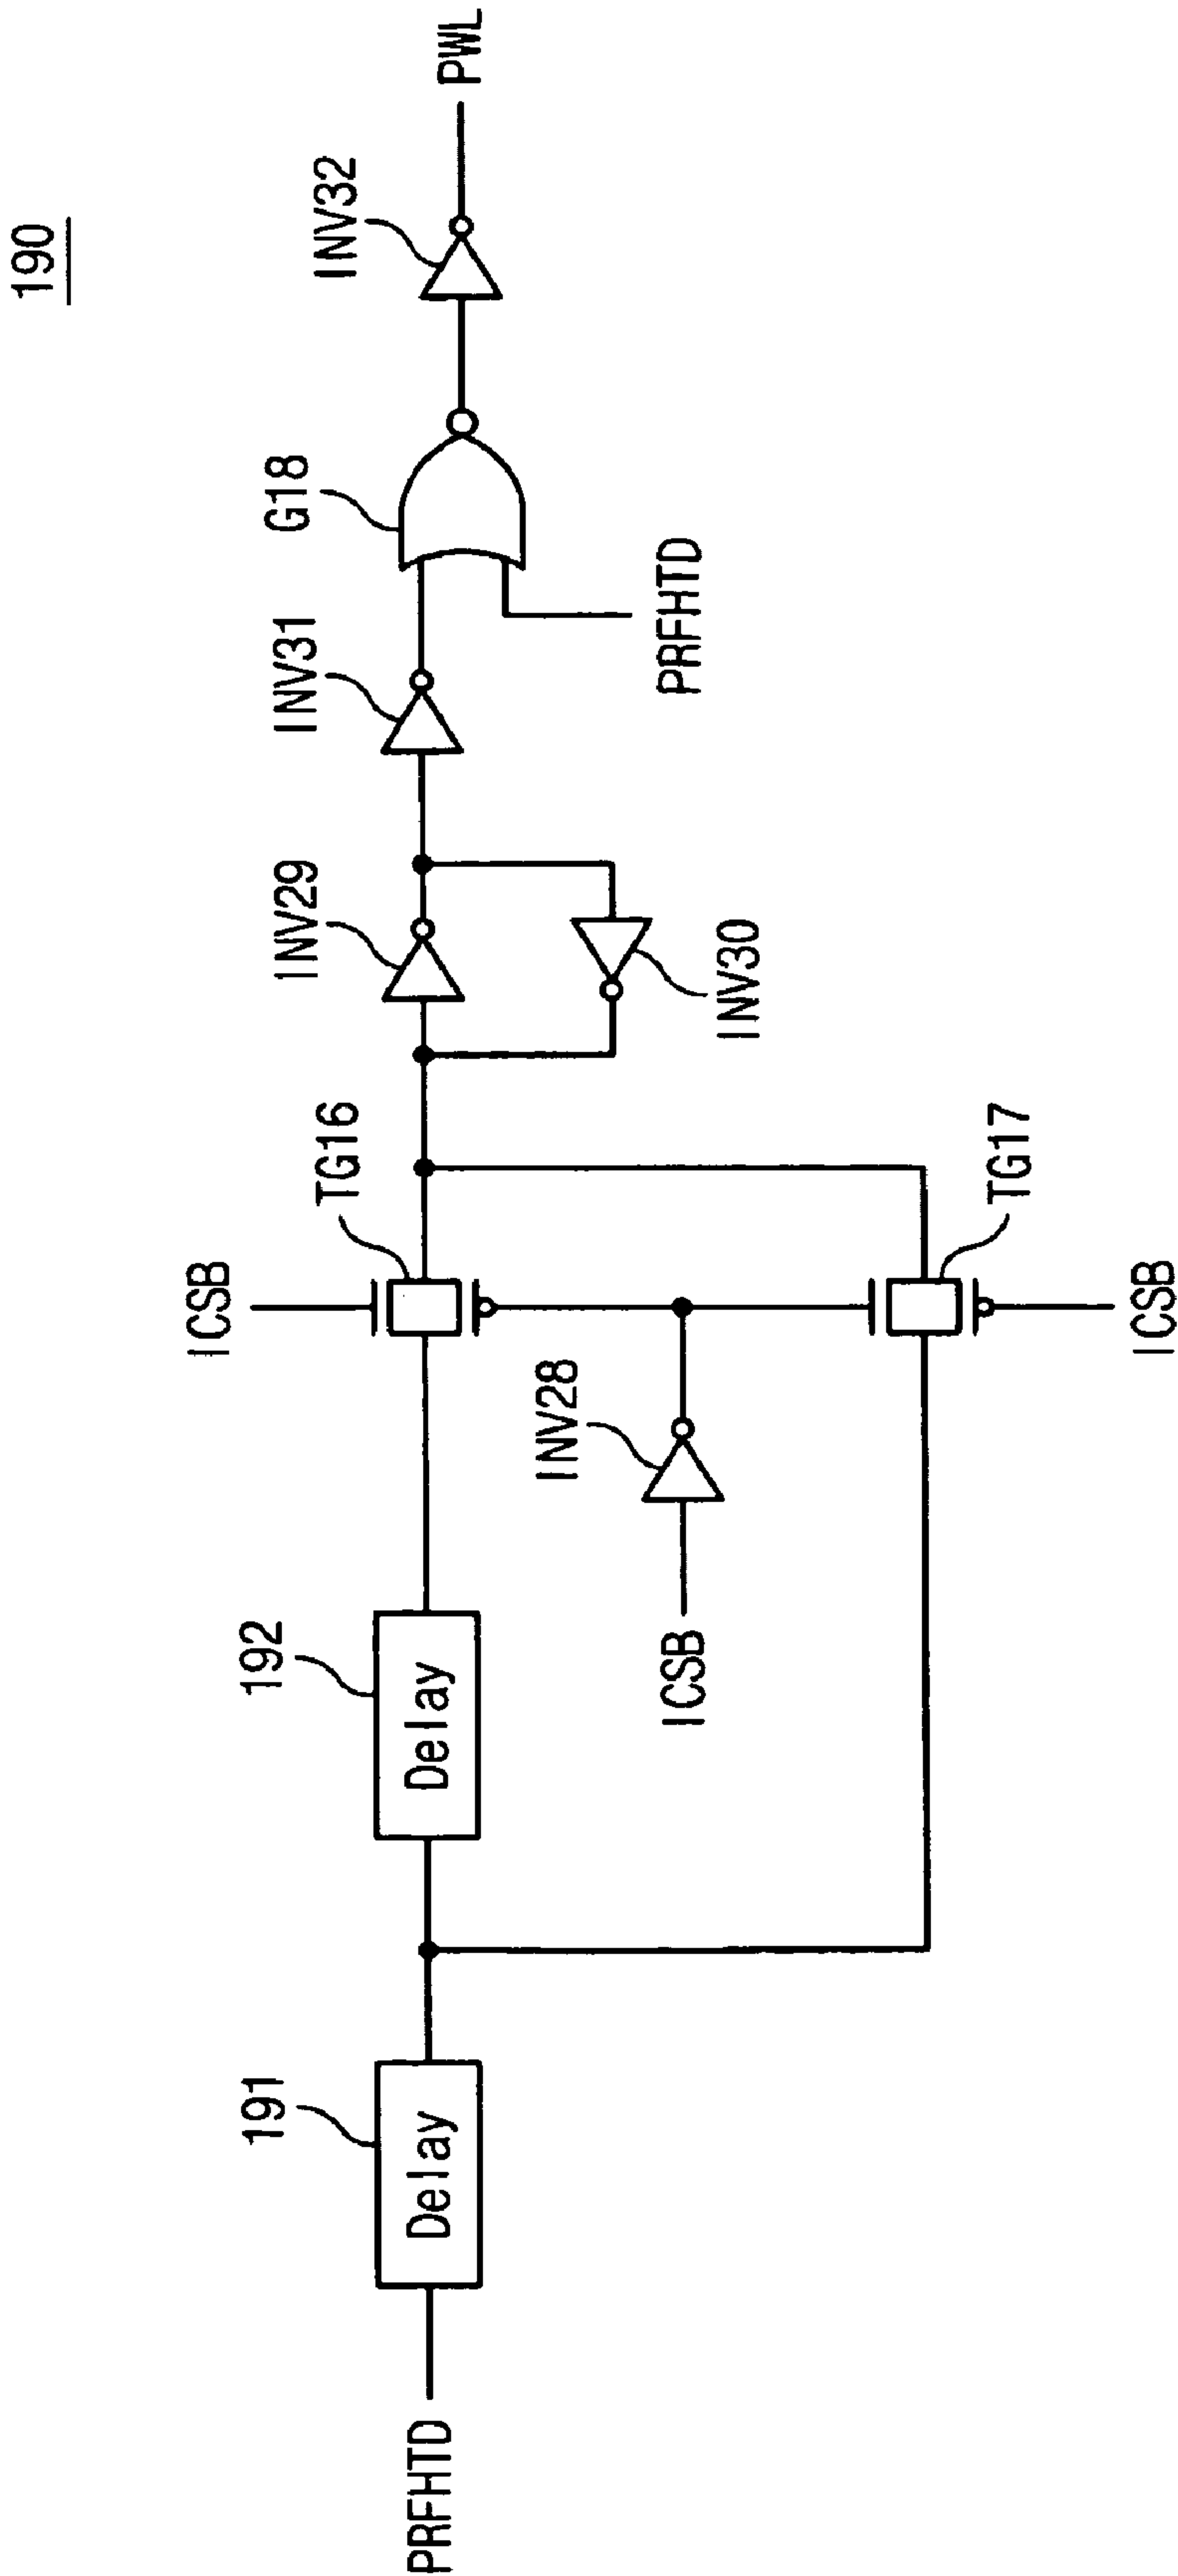 190
PRFHTD
191
Delay
192
Delay
ICSB
INV28
ICSB
TG16
ICSB
TG17
INV29
INV30
INV31
PRFHTD
G18
INV32
PWL